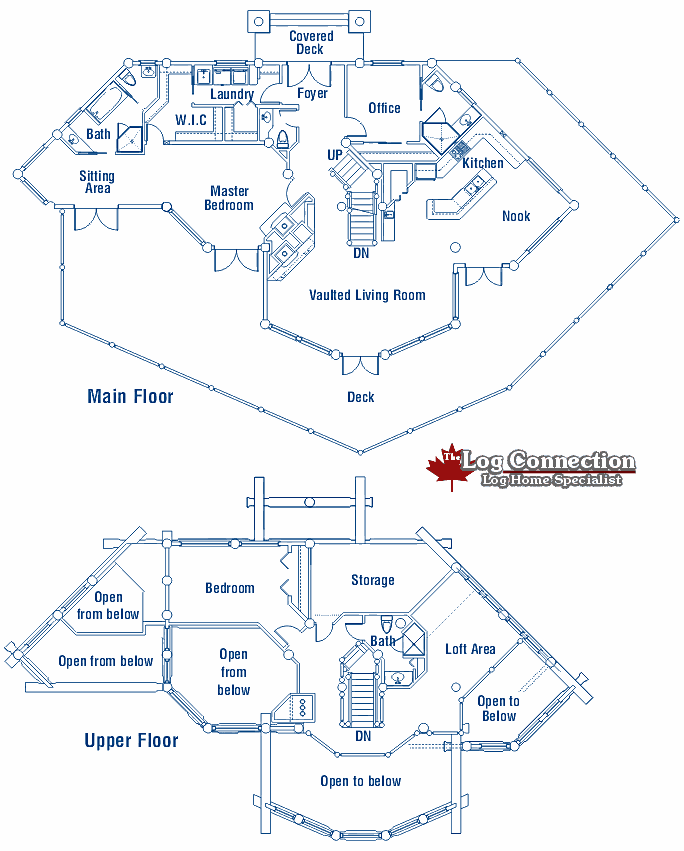 Covered
Deck
Laundry
Foyer
W.I.C
Office
Bath
UP
Kitchen
Sitting
Area
Master
Bedroom
Nook
DN
Vaulted Living Room
Main Floor
Deck
The Log Connection
Log Home Specialist
Bedroom
Storage
Open
from below
Bath
Loft Area
Open from below
Open
from
below
Open to
Below
DN
Upper Floor
Open to below